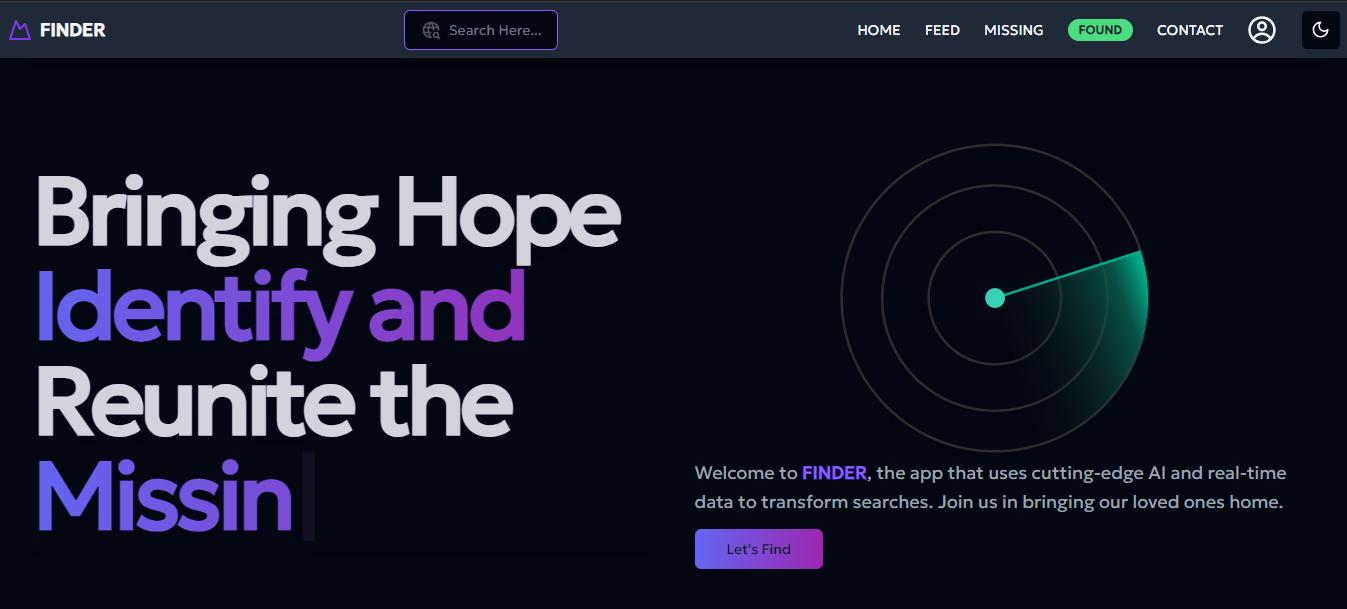 FINDER
Search Here...
HOME
FEED
MISSING
FOUND
CONTACT
Bringing Hope
Identify and
Reunite the
Missin
Welcome to FINDER, the app that uses cutting-edge AI and real-time
data to transform searches. Join us in bringing our loved ones home.
Let's Find